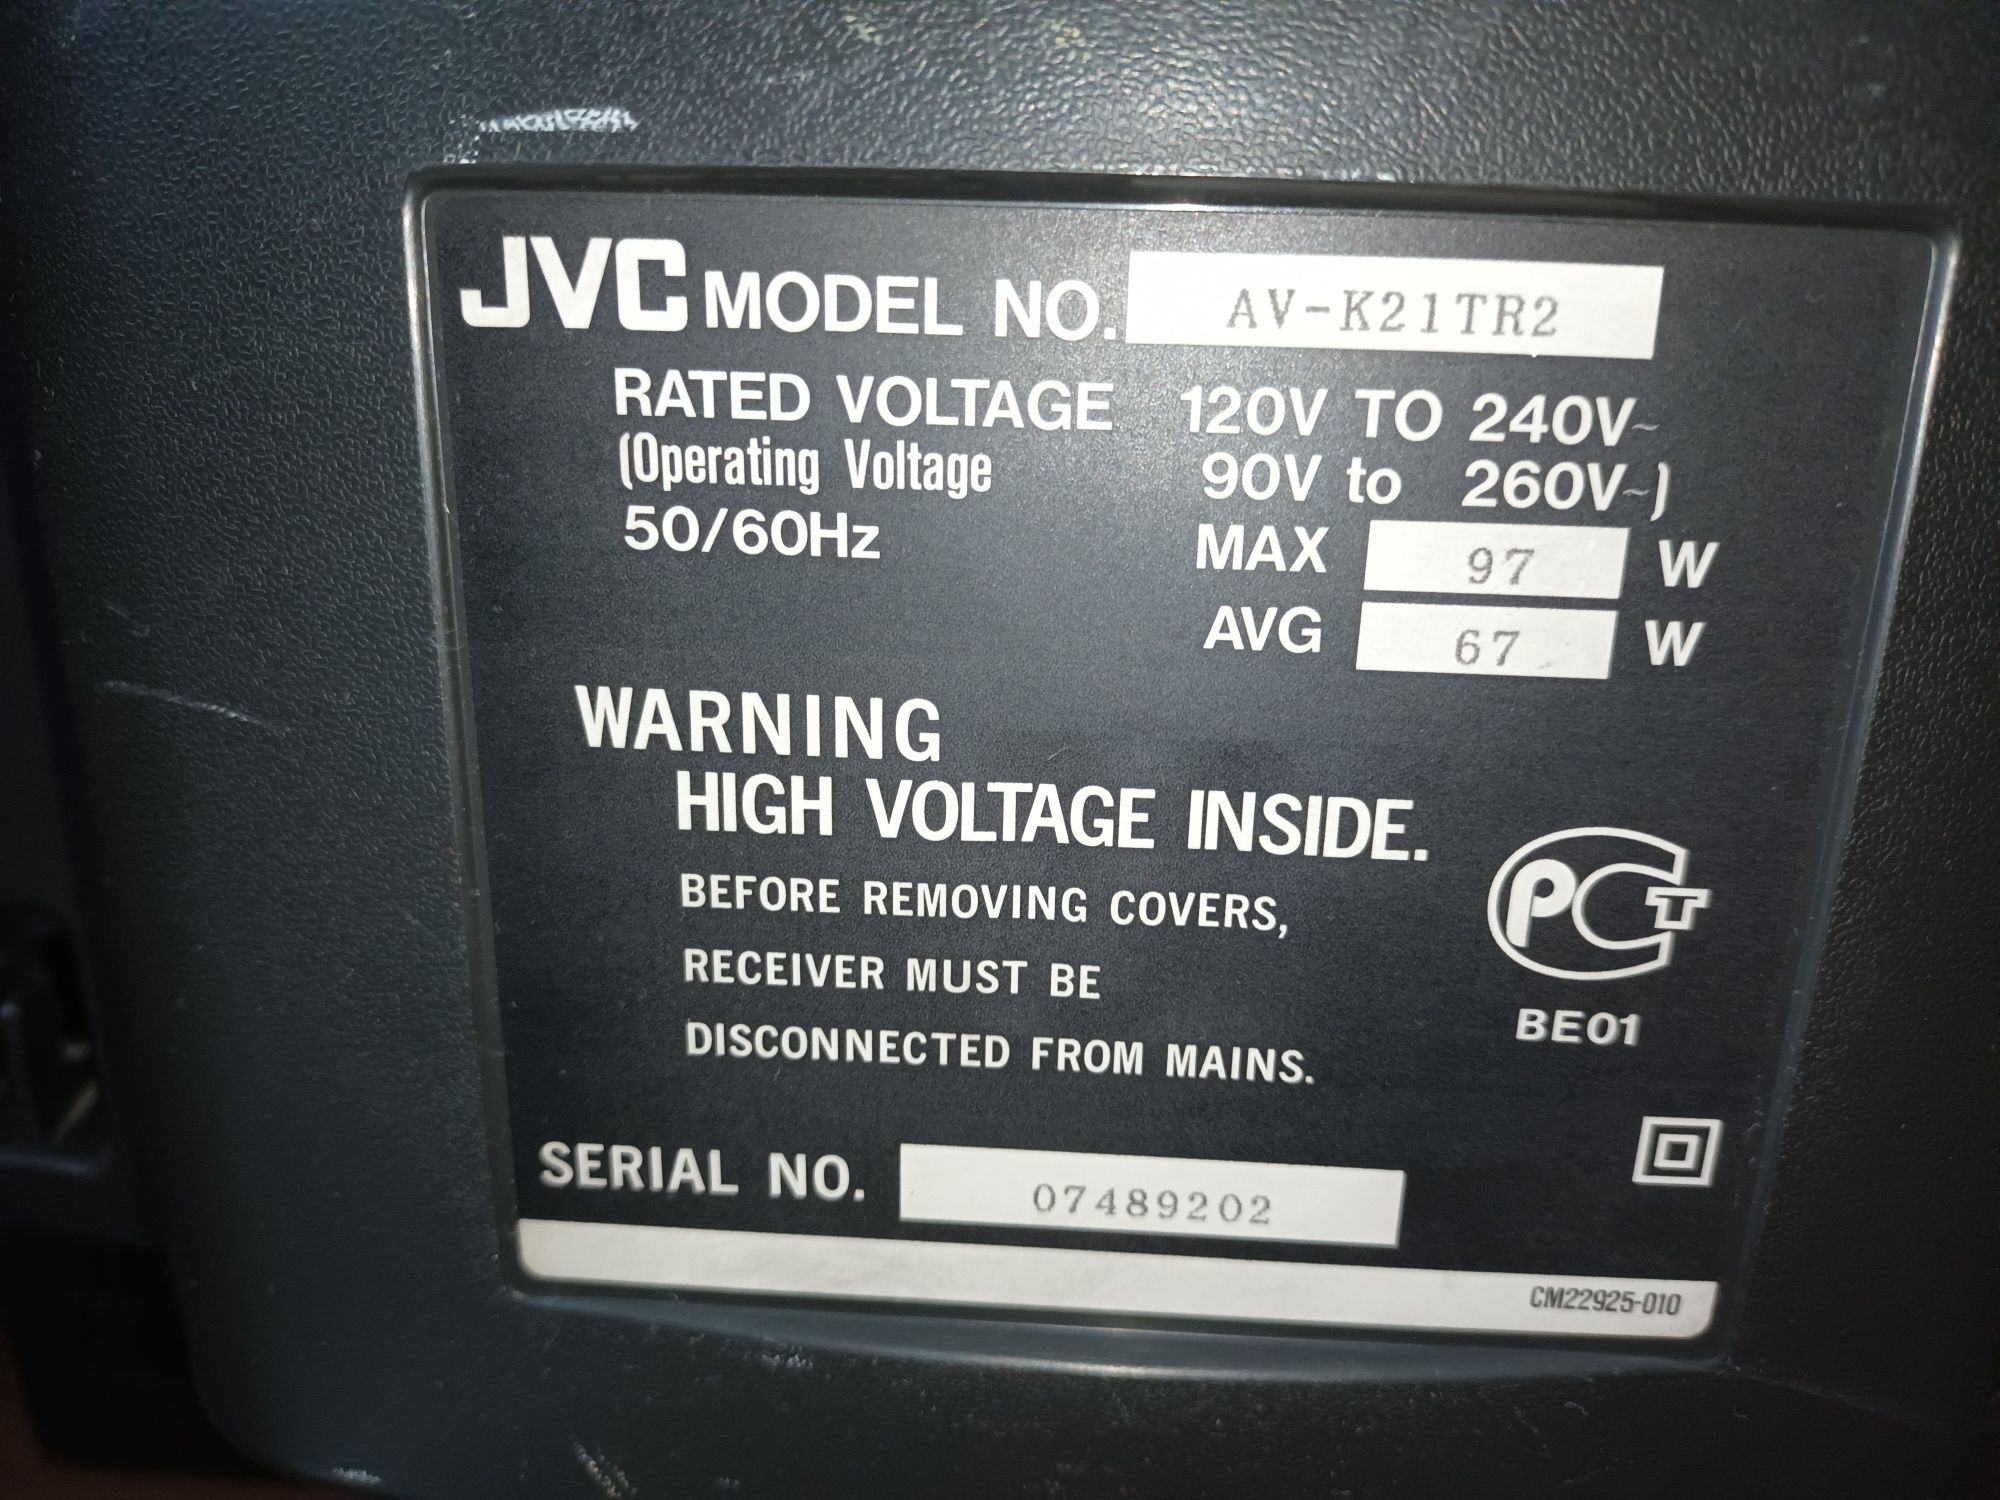 JVC MODEL NO. AV-K21TR2
RATED VOLTAGE 120V TO 240V~
(Operating Voltage 90V to 260V~)
50/60Hz MAX 97 W
AVG 67 W
WARNING
HIGH VOLTAGE INSIDE.
BEFORE REMOVING COVERS,
RECEIVER MUST BE
DISCONNECTED FROM MAINS.
РСТ
BE01
SERIAL NO. 07489202
CM22925-010